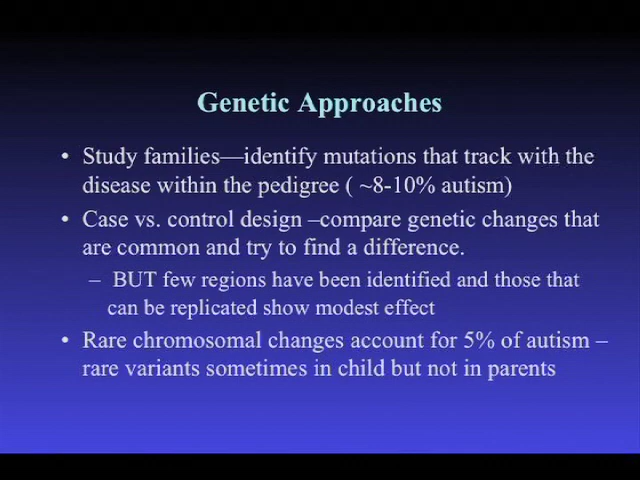 Genetic Approaches
• Study families—identify mutations that track with the
disease within the pedigree ( ~8-10% autism)
• Case vs. control design –compare genetic changes that
are common and try to find a difference.
– BUT few regions have been identified and those that
can be replicated show modest effect
• Rare chromosomal changes account for 5% of autism –
rare variants sometimes in child but not in parents